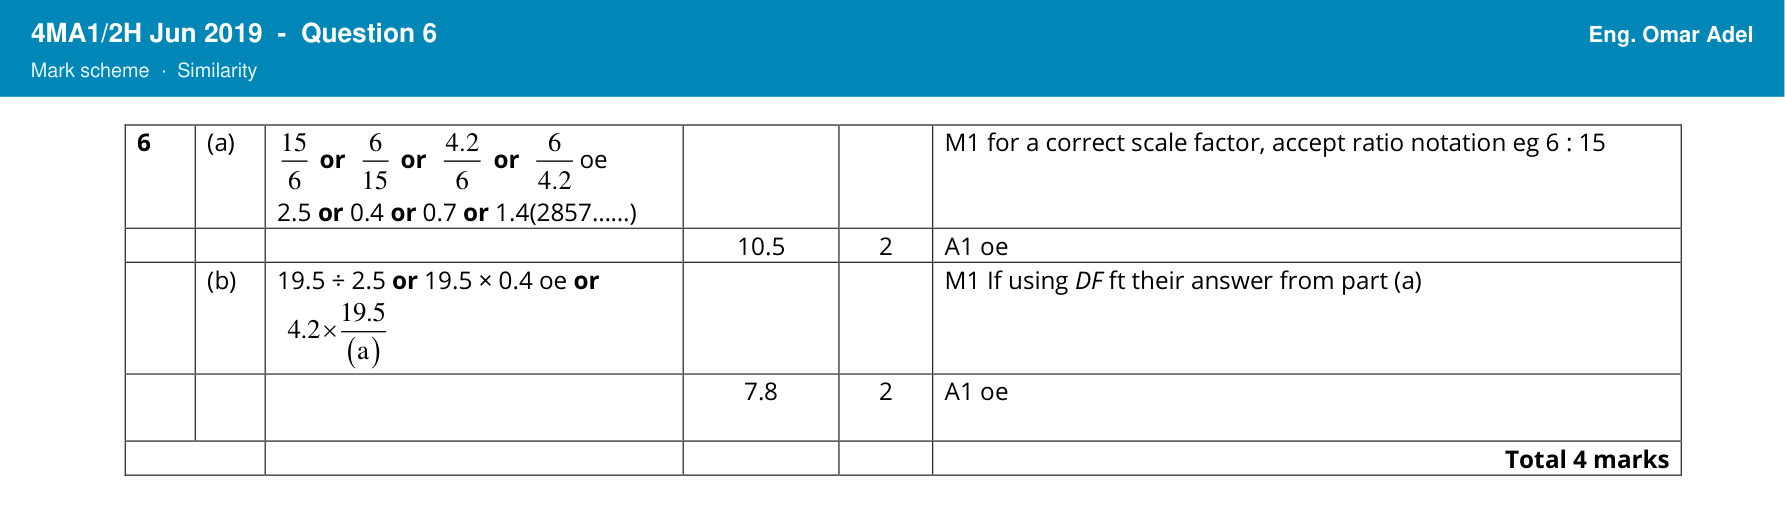 4MA1/2H Jun 2019 - Question 6
Eng. Omar Adel
Mark scheme · Similarity
6 (a) 15/6 or 6/15 or 4.2/6 or 6/4.2 oe M1 for a correct scale factor, accept ratio notation eg 6 : 15
2.5 or 0.4 or 0.7 or 1.4(2857......)
10.5 2 A1 oe
(b) 19.5 ÷ 2.5 or 19.5 × 0.4 oe or M1 If using DF ft their answer from part (a)
4.2×19.5/(a)
7.8 2 A1 oe
Total 4 marks